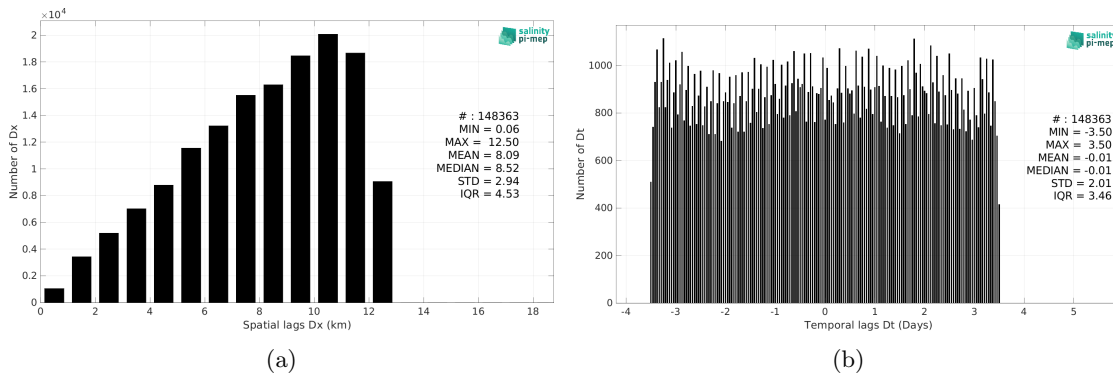 ×10⁴
2
1.8
1.6
1.4
1.2
1
0.8
0.6
0.4
0.2
0
Number of Dx
salinity
pi-mep
# : 148363
MIN = 0.06
MAX = 12.50
MEAN = 8.09
MEDIAN = 8.52
STD = 2.94
IQR = 4.53
0 2 4 6 8 10 12 14 16 18
Spatial lags Dx (km)
(a)
1000
800
600
400
200
0
Number of Dt
salinity
pi-mep
# : 148363
MIN = -3.50
MAX = 3.50
MEAN = -0.01
MEDIAN = -0.01
STD = 2.01
IQR = 3.46
-4 -3 -2 -1 0 1 2 3 4 5
Temporal lags Dt (Days)
(b)